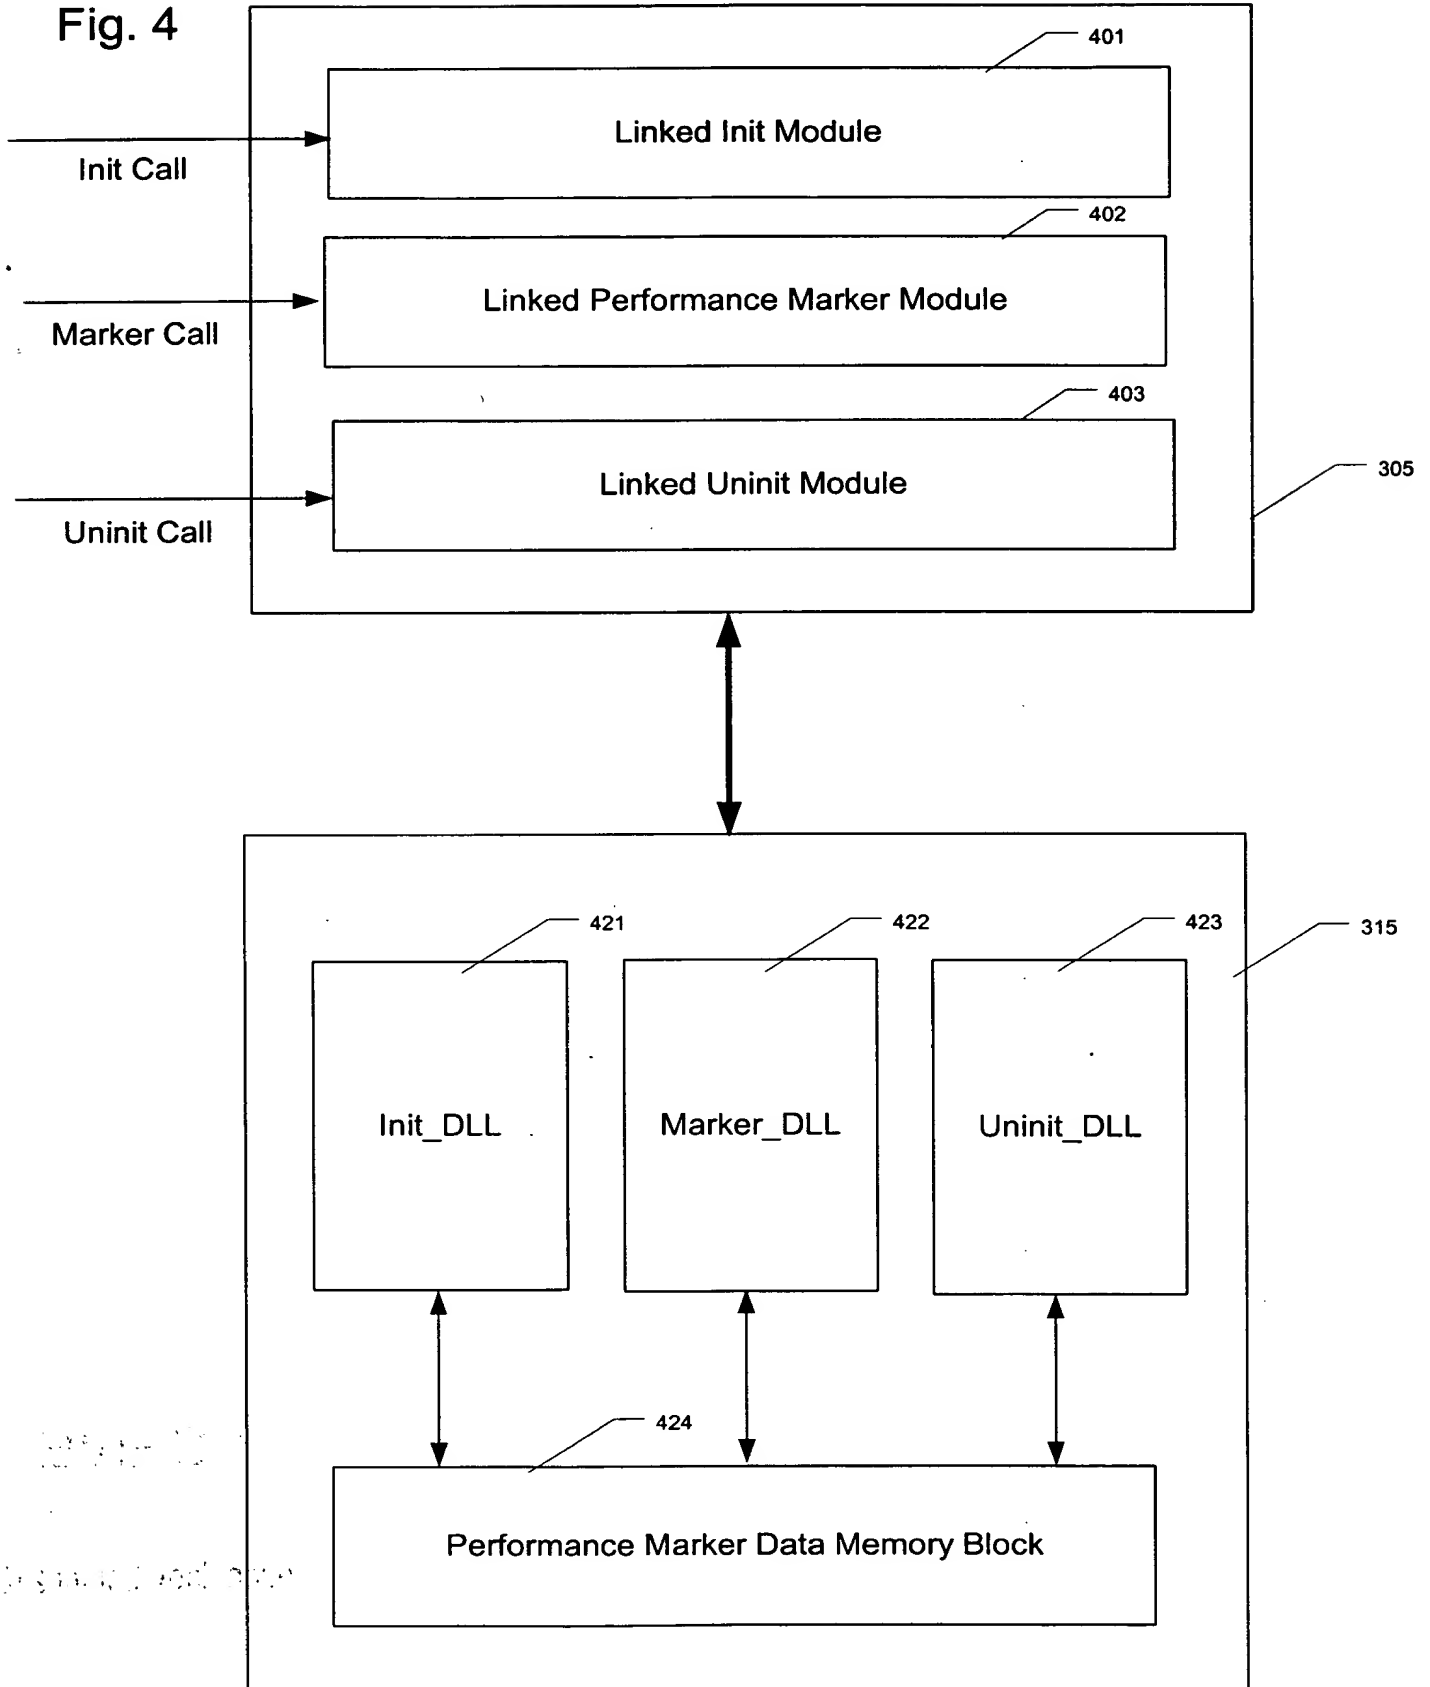 Fig. 4
401
Linked Init Module
Init Call
402
Linked Performance Marker Module
Marker Call
403
Linked Uninit Module
305
Uninit Call
421
422
423
315
Init_DLL
Marker_DLL
Uninit_DLL
424
Performance Marker Data Memory Block